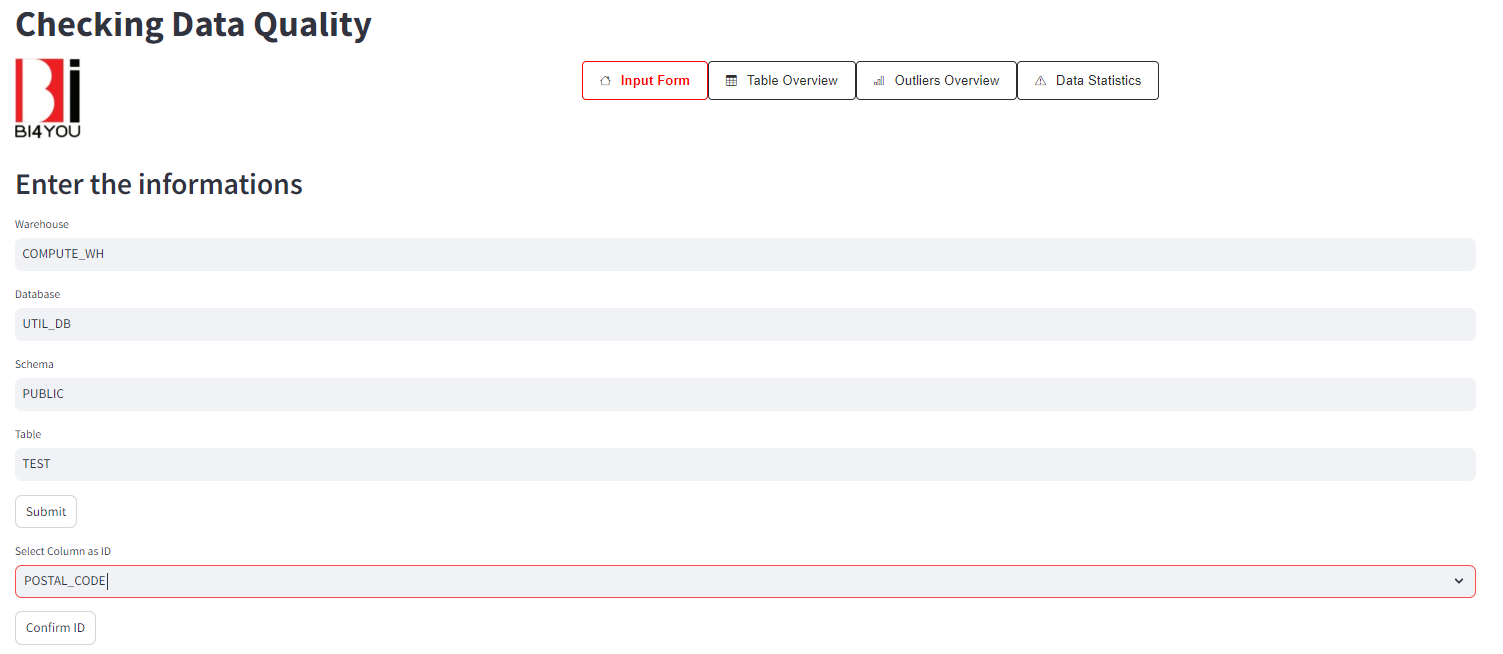 Checking Data Quality
Bi
BI4YOU
Input Form
Table Overview
Outliers Overview
Data Statistics
Enter the informations
Warehouse
COMPUTE_WH
Database
UTIL_DB
Schema
PUBLIC
Table
TEST
Submit
Select Column as ID
POSTAL_CODE
Confirm ID